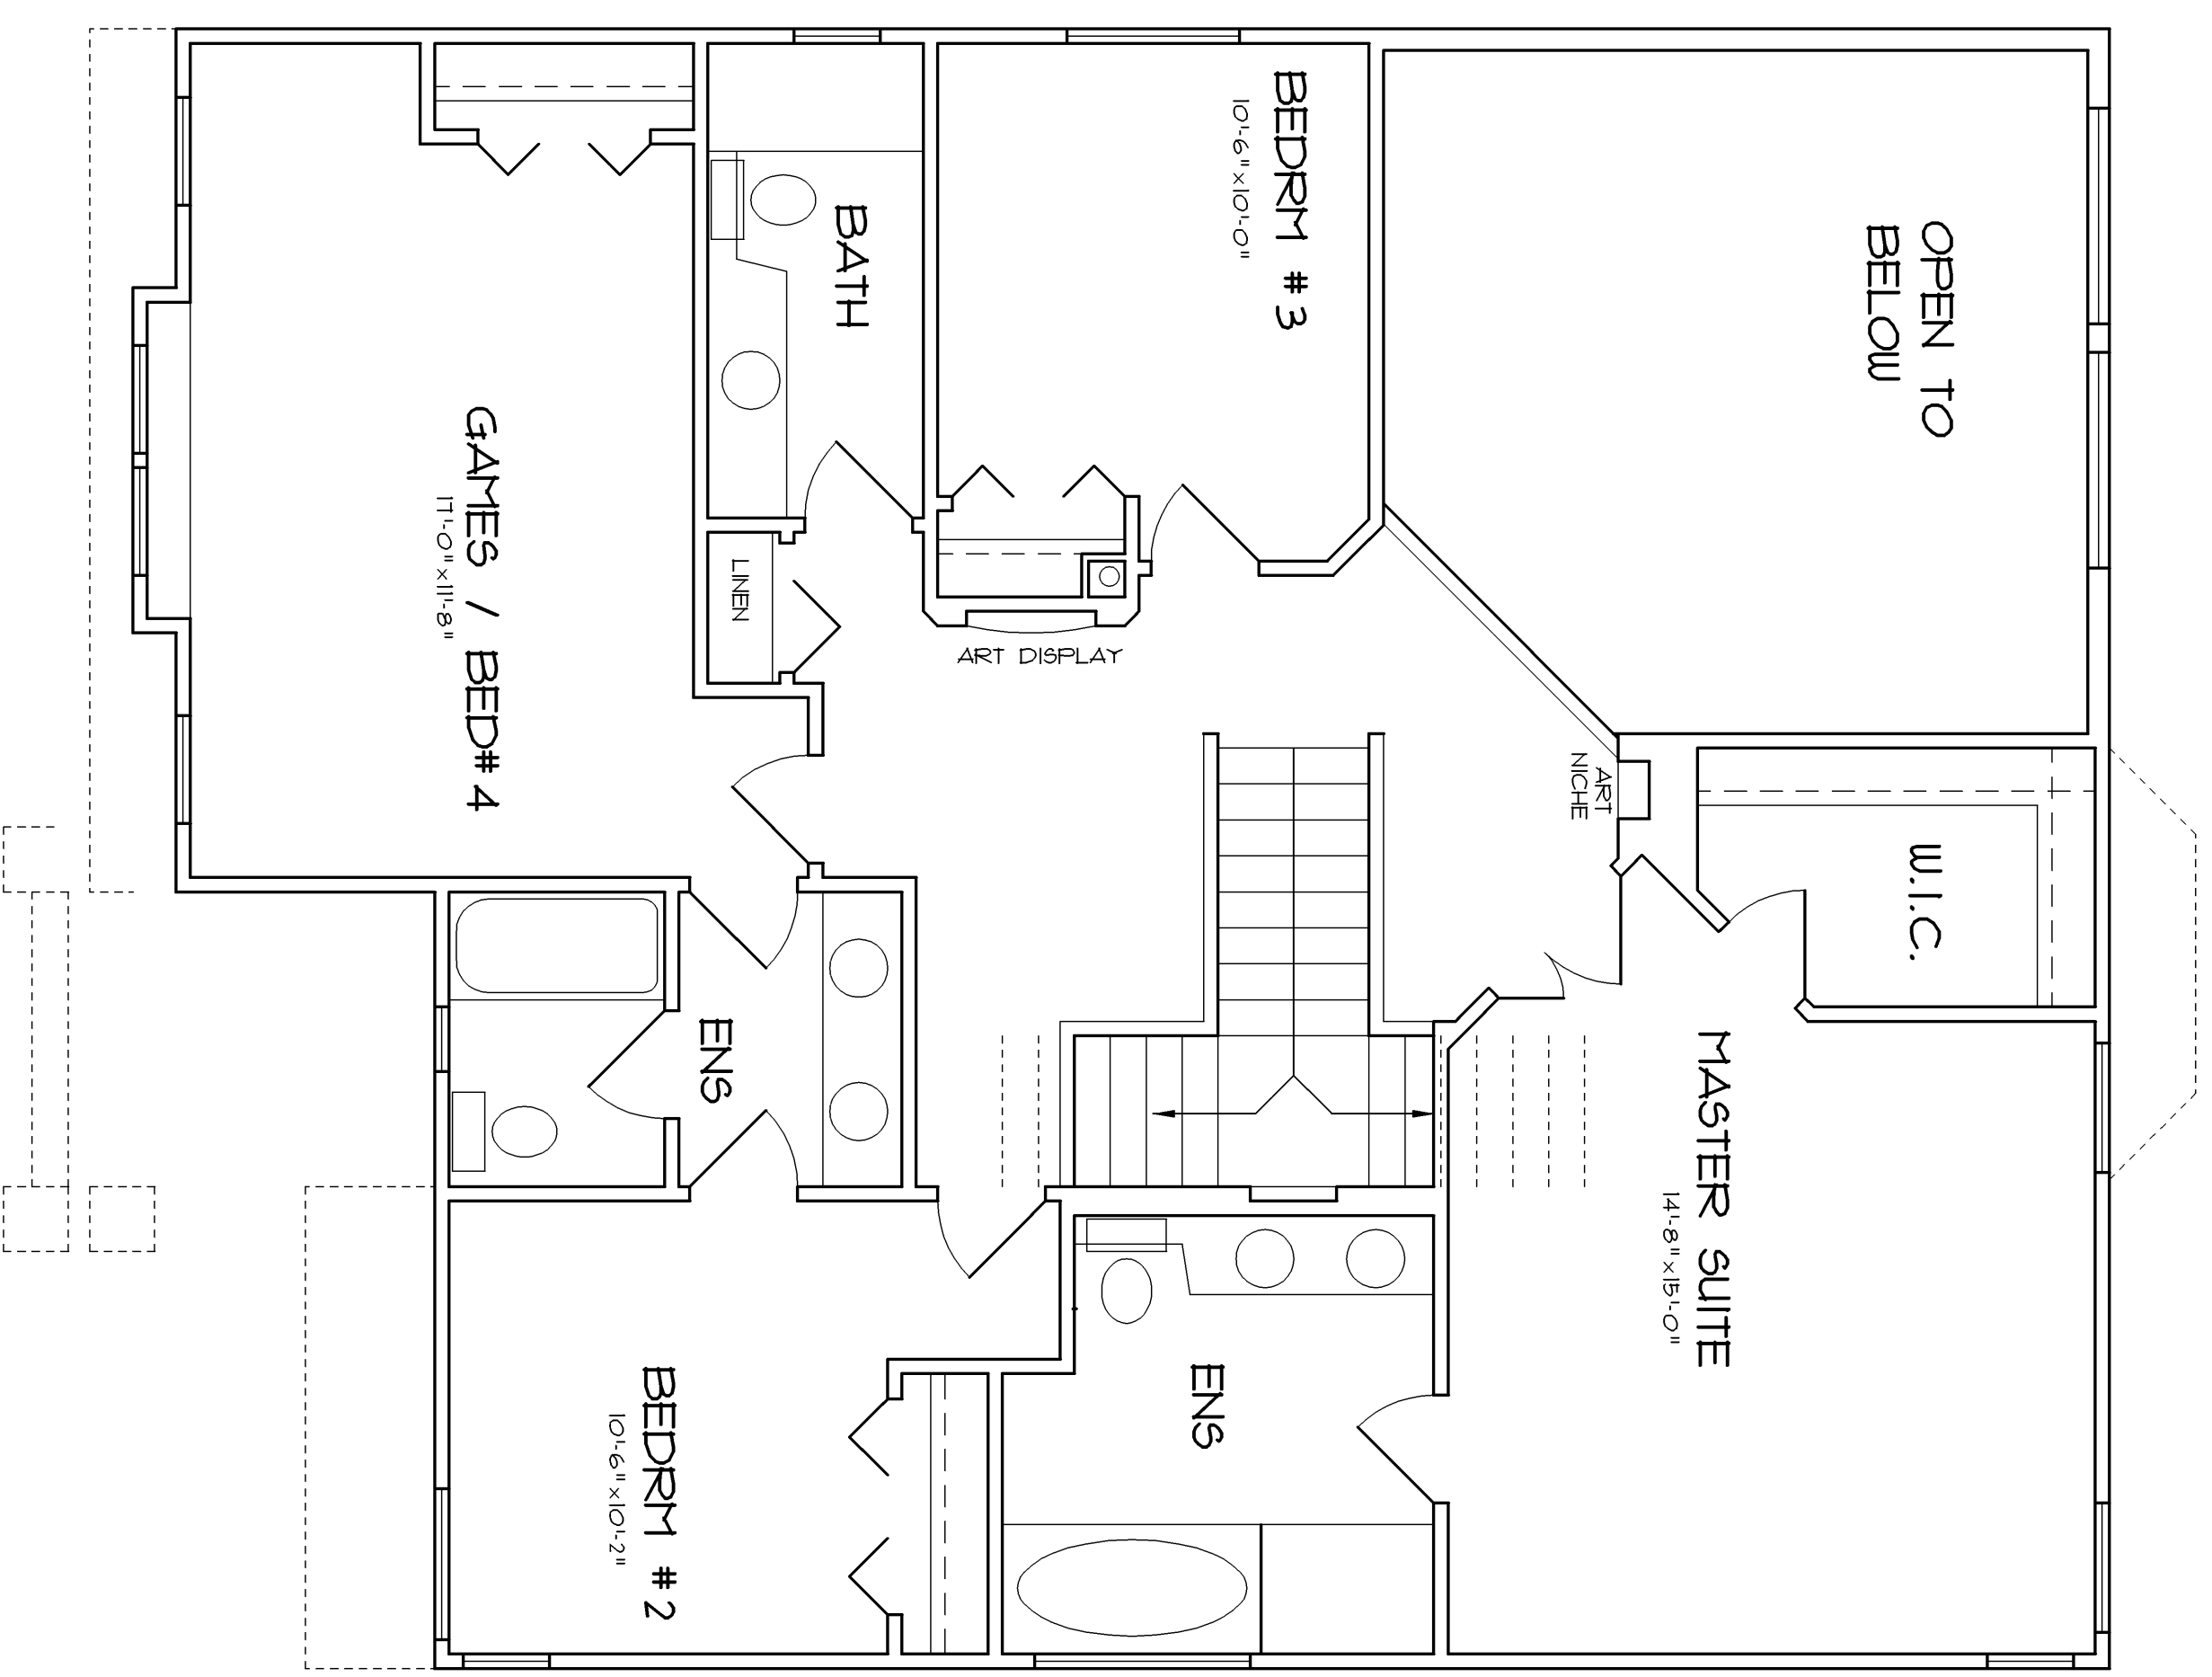 OPEN TO
BELOW
BEDRM #3
10'-6"x10'-0"
BATH
GAMES / BED#4
17'-0"x11'-8"
LINEN
ART DISPLAY
ART
NICHE
W.I.C.
MASTER SUITE
14'-8"x15'-0"
ENS
ENS
BEDRM #2
10'-6"x10'-2"